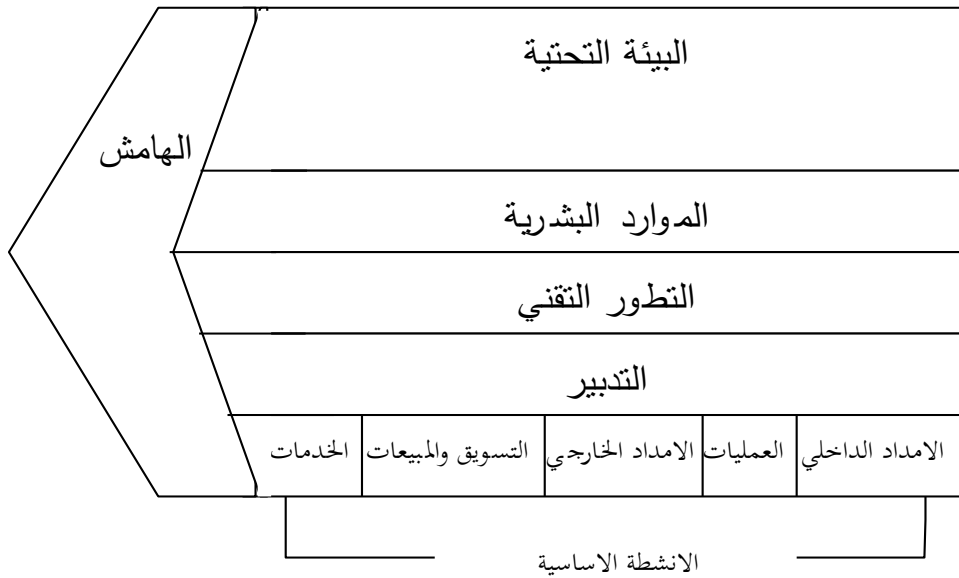 البيئة التحتية
الهامش
الموارد البشرية
التطور التقني
التدبير
الامداد الداخلي
العمليات
الامداد الخارجي
التسويق والمبيعات
الخدمات
الانشطة الاساسية